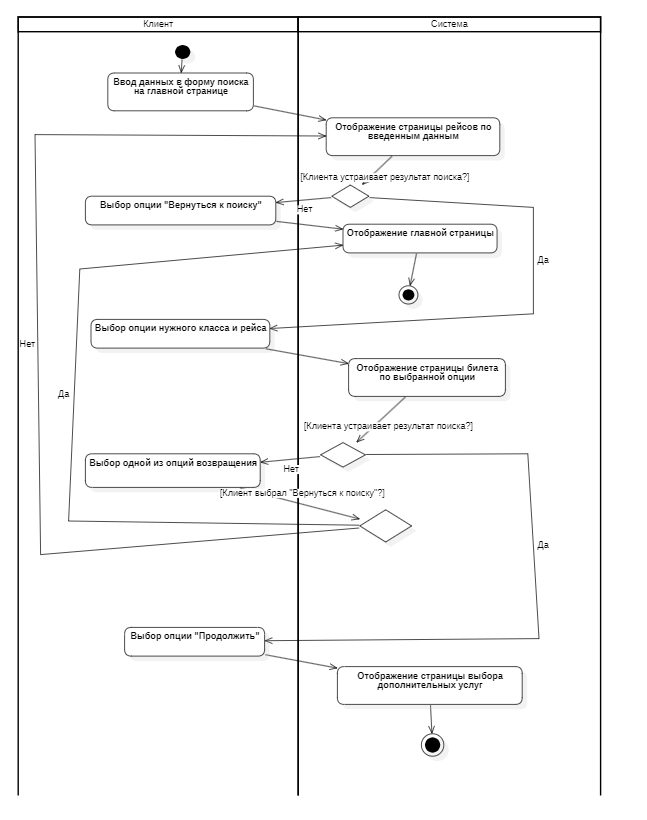 Клиент
Система
Ввод данных в форму поиска
на главной странице
Отображение страницы рейсов по
введенным данным
[Клиента устраивает результат поиска?]
Выбор опции "Вернуться к поиску"
Нет
Отображение главной страницы
Да
Выбор опции нужного класса и рейса
Нет
Отображение страницы билета
по выбранной опции
Да
[Клиента устраивает результат поиска?]
Выбор одной из опций возвращения
Нет
[Клиент выбрал "Вернуться к поиску"?]
Да
Выбор опции "Продолжить"
Отображение страницы выбора
дополнительных услуг